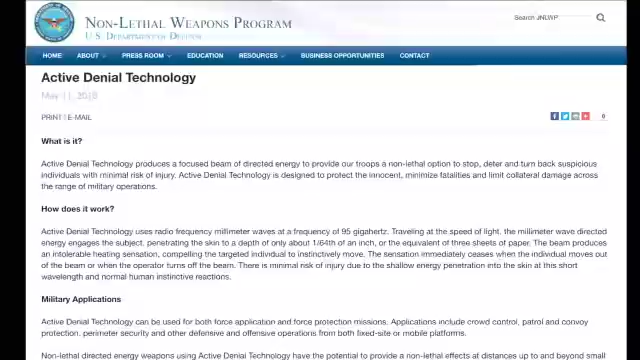 NON-LETHAL WEAPONS PROGRAM
U.S. DEPARTMENT OF DEFENSE
Search JNLWP
HOME ABOUT PRESS ROOM EDUCATION RESOURCES BUSINESS OPPORTUNITIES CONTACT
Active Denial Technology
May 11, 2016
PRINT | E-MAIL 0
What is it?
Active Denial Technology produces a focused beam of directed energy to provide our troops a non-lethal option to stop, deter and turn back suspicious
individuals with minimal risk of injury. Active Denial Technology is designed to protect the innocent, minimize fatalities and limit collateral damage across
the range of military operations.
How does it work?
Active Denial Technology uses radio frequency millimeter waves at a frequency of 95 gigahertz. Traveling at the speed of light, the millimeter wave directed
energy engages the subject, penetrating the skin to a depth of only about 1/64th of an inch, or the equivalent of three sheets of paper. The beam produces
an intolerable heating sensation, compelling the targeted individual to instinctively move. The sensation immediately ceases when the individual moves out
of the beam or when the operator turns off the beam. There is minimal risk of injury due to the shallow energy penetration into the skin at this short
wavelength and normal human instinctive reactions.
Military Applications
Active Denial Technology can be used for both force application and force protection missions. Applications include crowd control, patrol and convoy
protection, perimeter security and other defensive and offensive operations from both fixed-site or mobile platforms.
Non-lethal directed energy weapons using Active Denial Technology have the potential to provide a non-lethal effects at distances up to and beyond small